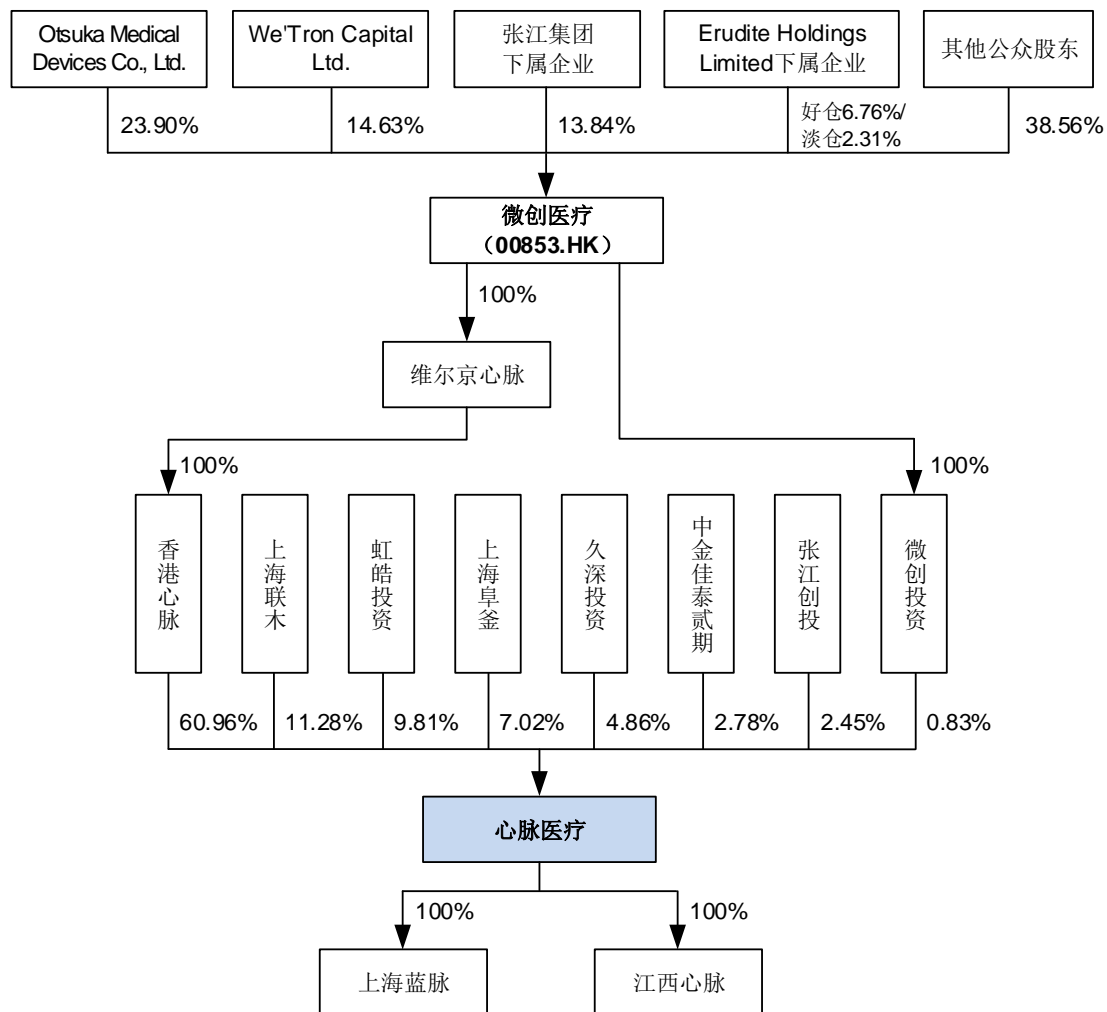 Otsuka Medical
Devices Co., Ltd.
We'Tron Capital
Ltd.
张江集团
下属企业
Erudite Holdings
Limited下属企业
其他公众股东
23.90%
14.63%
13.84%
好仓6.76%/
淡仓2.31%
38.56%
微创医疗
（00853.HK）
100%
维尔京心脉
100%
100%
香港心脉
上海联木
虹皓投资
上海阜釜
久深投资
中金佳泰贰期
张江创投
微创投资
60.96%
11.28%
9.81%
7.02%
4.86%
2.78%
2.45%
0.83%
心脉医疗
100%
100%
上海蓝脉
江西心脉